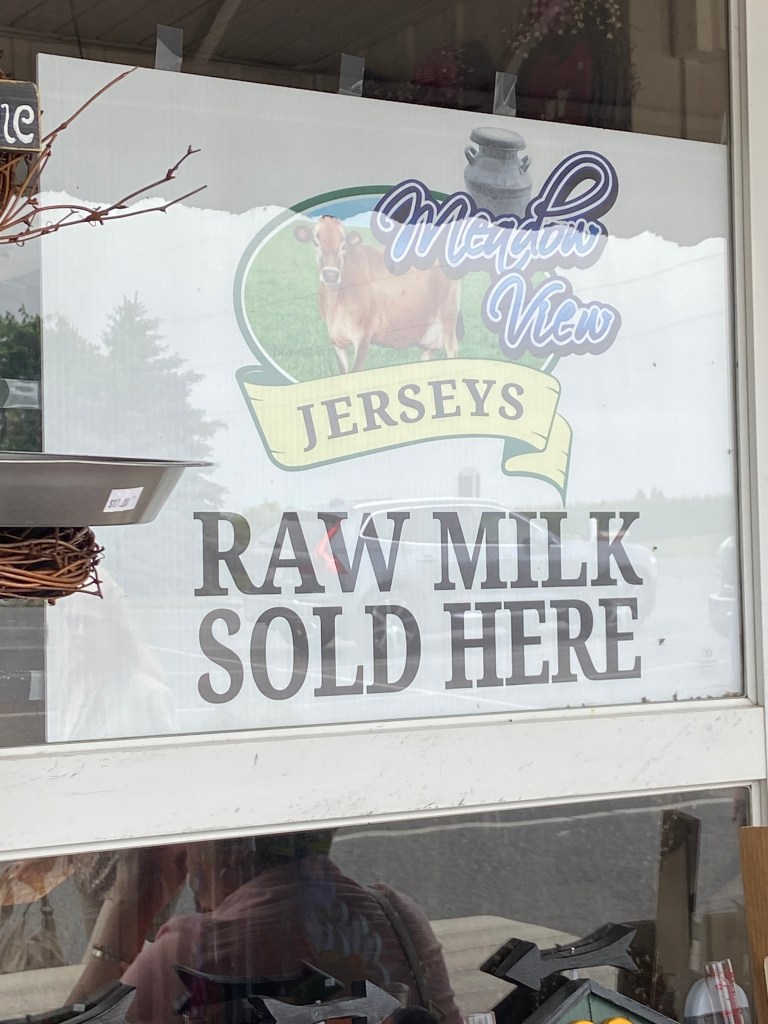 Meadow
View
JERSEYS
RAW MILK
SOLD HERE